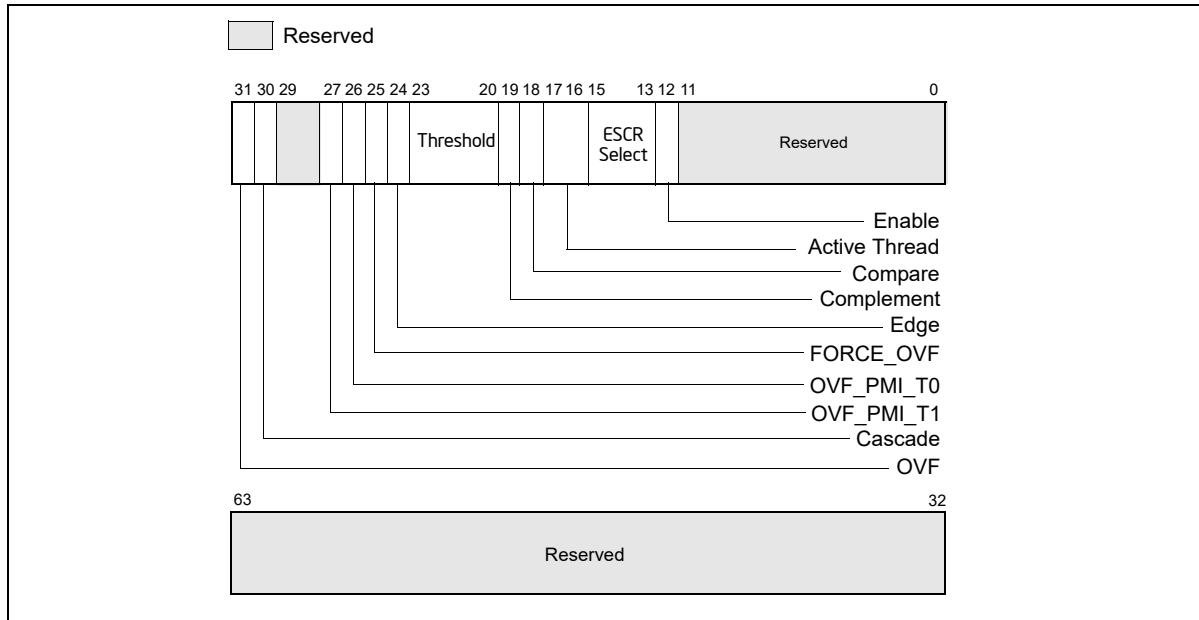 Reserved
31 30 29 27 26 25 24 23 20 19 18 17 16 15 13 12 11 0
Threshold
ESCR
Select
Reserved
Enable
Active Thread
Compare
Complement
Edge
FORCE_OVF
OVF_PMI_T0
OVF_PMI_T1
Cascade
OVF
63 32
Reserved